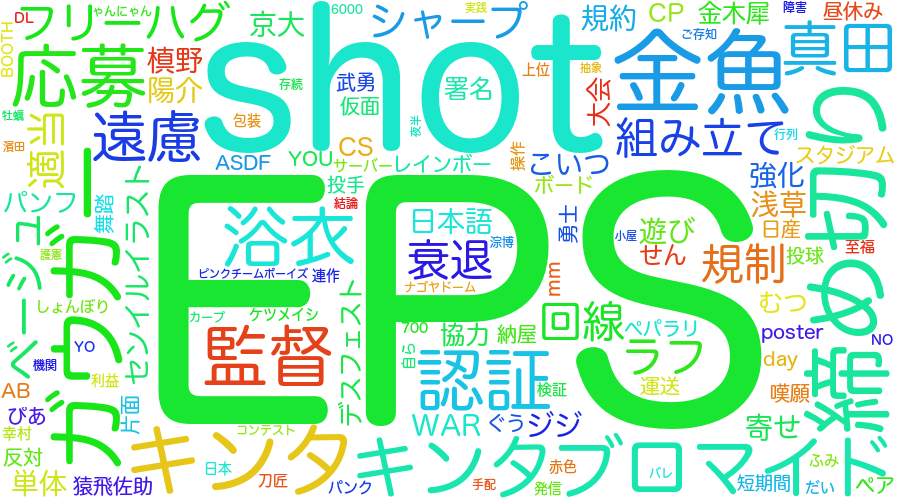 DL
ちゃんにゃん
フリーハグ
BOOTH
応募
槙野
陽介
京大
6000
シャープ
実践
規約
CP
金木犀
障害
昼休み
ご存知
真田
shot
金魚
存続
武勇
仮面
署名
上位
抽象
大会
牡蠣
濱田
適当
遠慮
包装
夜半
CS
組み立て
行列
締め切り
ASDF
YOU
サーバー
レインボー
操作
こいつ
スタジアム
パンフ
舞踏
センイルイラスト
投手
結論
ボード
強化
浅草
ベージュ
ガウガー
護憲
浴衣
日本語
衰退
淙博
勇士
小屋
遊び
せん
規制
日産
投球
至福
EPS
ピンクチームボーイズ
連作
ナゴヤドーム
mm
しょんぼり
カープ
ケツメイシ
デスフェスト
700
自ら
協力
納屋
回線
ペパラリ
むつ
poster
NO
YO
機関
監督
認証
ラフ
day
利益
AB
ぴあ
片面
検証
運送
嘆願
幸村
反対
コンテスト
WAR
ぐう
ジジ
寄せ
キンタ
キンタブロマイド
単体
猿飛佐助
日本
刀匠
パンク
手配
発信
赤色
バレ
短期間
ふみ
だい
ペア